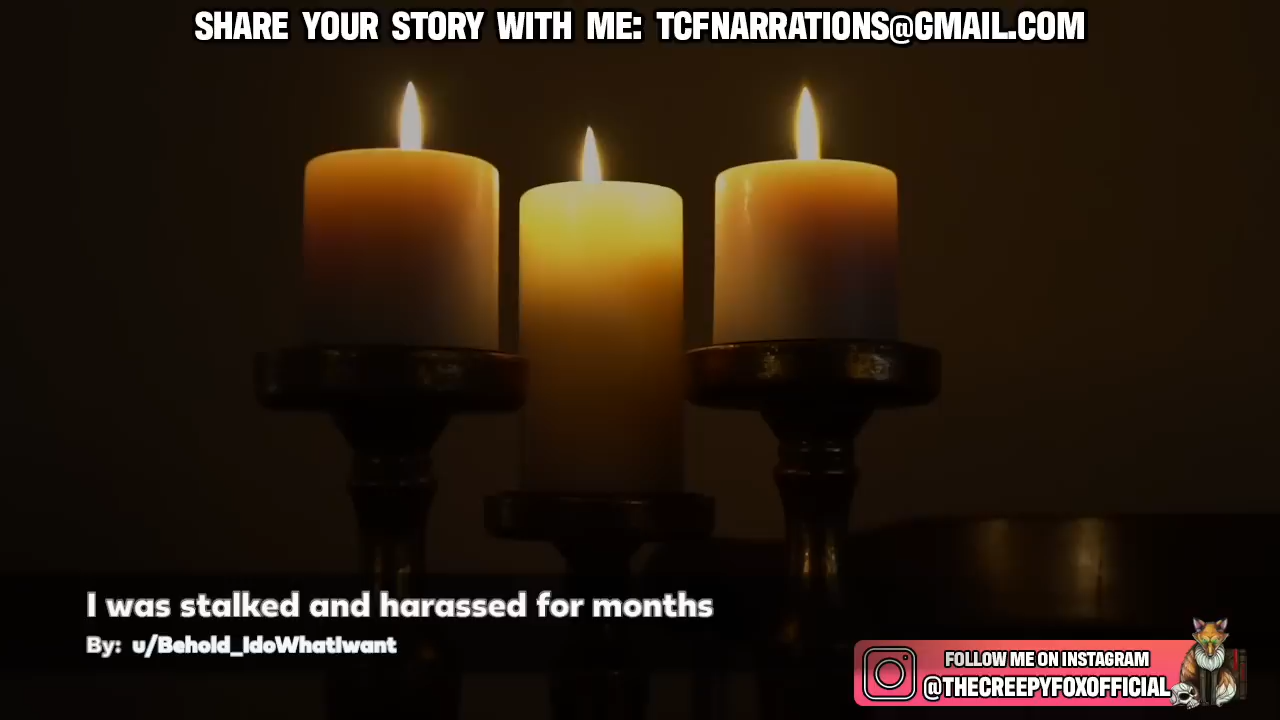 SHARE YOUR STORY WITH ME: TCFNARRATIONS@GMAIL.COM
I was stalked and harassed for months
By: u/Behold_IdoWhatIwant
FOLLOW ME ON INSTAGRAM
@THECREEPYFOXOFFICIAL